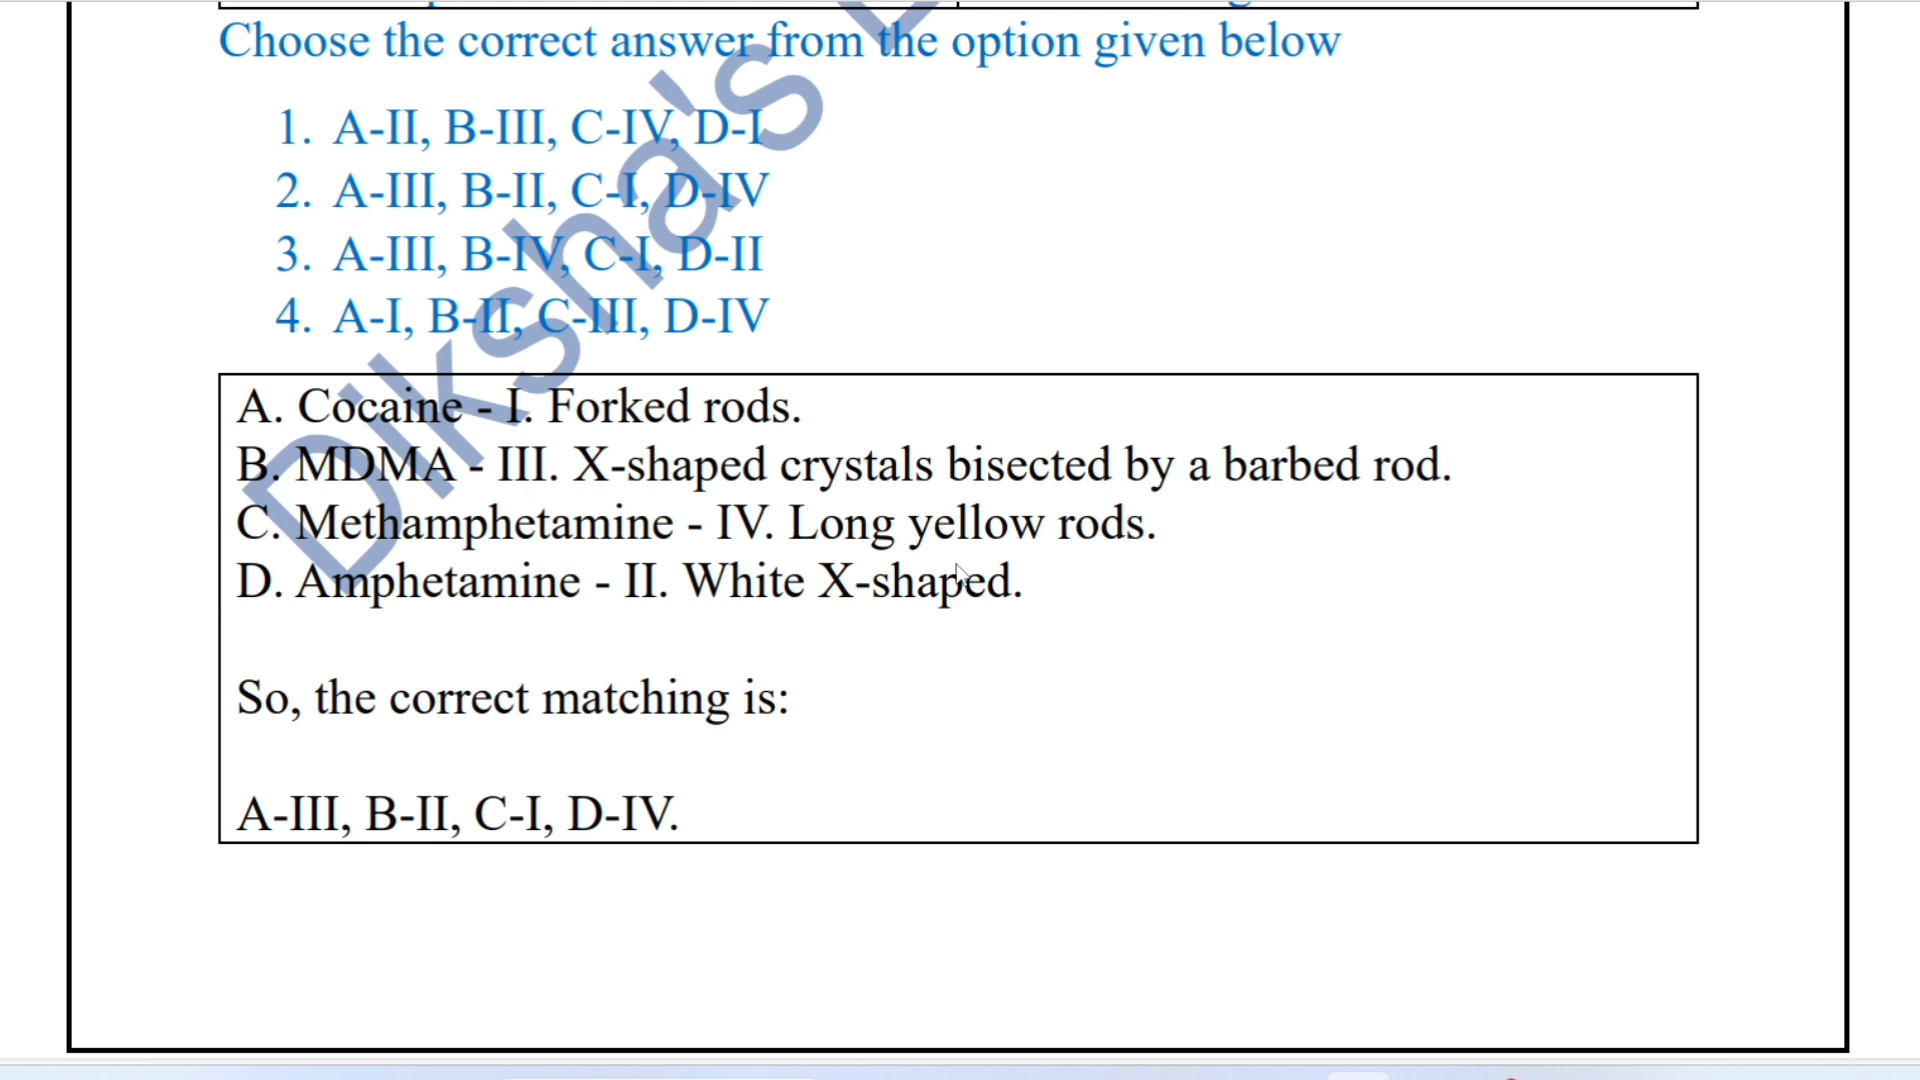 Choose the correct answer from the option given below
1. A-II, B-III, C-IV, D-I
2. A-III, B-II, C-I, D-IV
3. A-III, B-IV, C-I, D-II
4. A-I, B-II, C-III, D-IV
Diksha's
A. Cocaine - I. Forked rods.
B. MDMA - III. X-shaped crystals bisected by a barbed rod.
C. Methamphetamine - IV. Long yellow rods.
D. Amphetamine - II. White X-shaped.
So, the correct matching is:
A-III, B-II, C-I, D-IV.